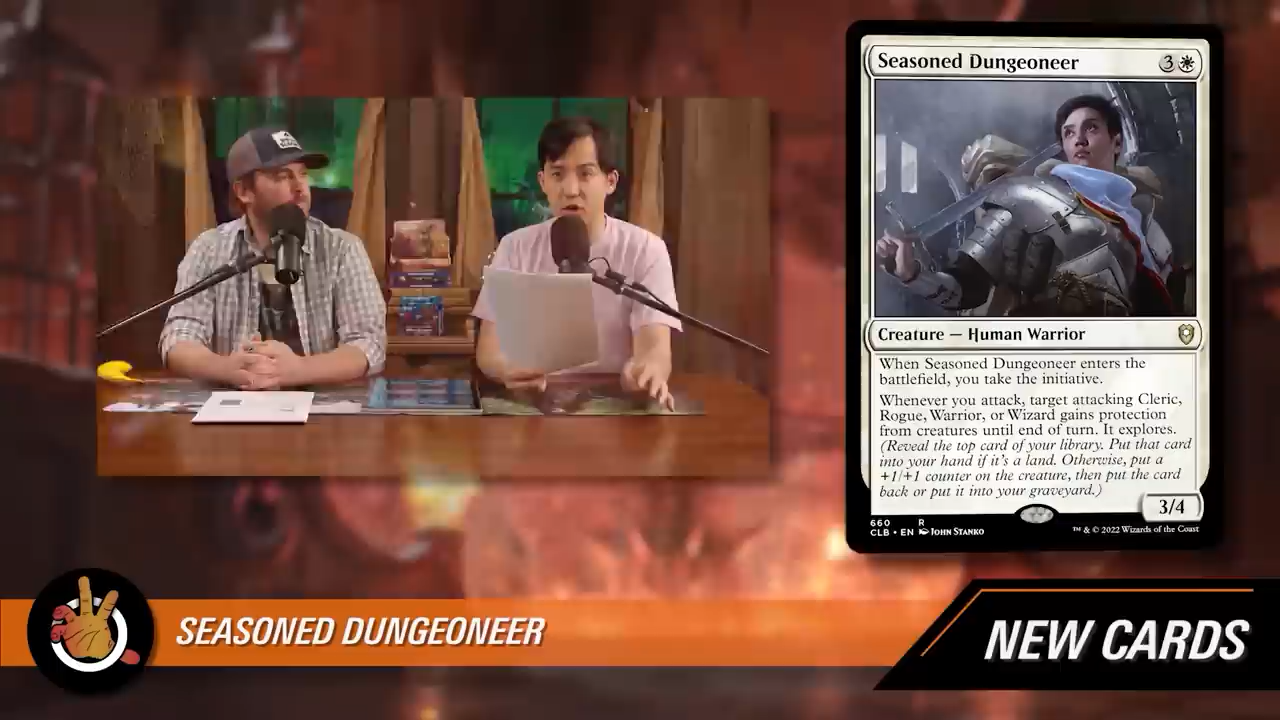 Seasoned Dungeoneer 3
Creature — Human Warrior
When Seasoned Dungeoneer enters the
battlefield, you take the initiative.
Whenever you attack, target attacking Cleric,
Rogue, Warrior, or Wizard gains protection
from creatures until end of turn. It explores.
(Reveal the top card of your library. Put that card
into your hand if it's a land. Otherwise, put a
+1/+1 counter on the creature, then put the card
back or put it into your graveyard.)
3/4
660 R
CLB • EN JOHN STANKO
™ & © 2022 Wizards of the Coast
SEASONED DUNGEONEER
NEW CARDS